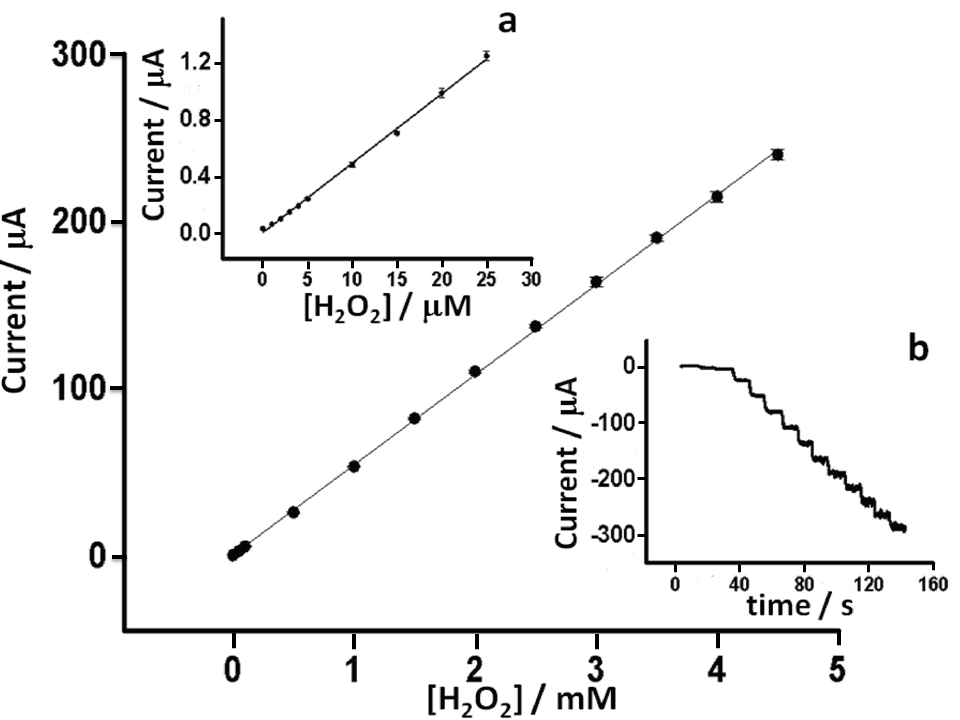 a
1.2
0.8
0.4
0.0
Current / μA
0 5 10 15 20 25 30
[H₂O₂] / μM
300
200
100
0
Current / μA
b
0
-100
-200
-300
Current / μA
0 40 80 120 160
time / s
0 1 2 3 4 5
[H₂O₂] / mM